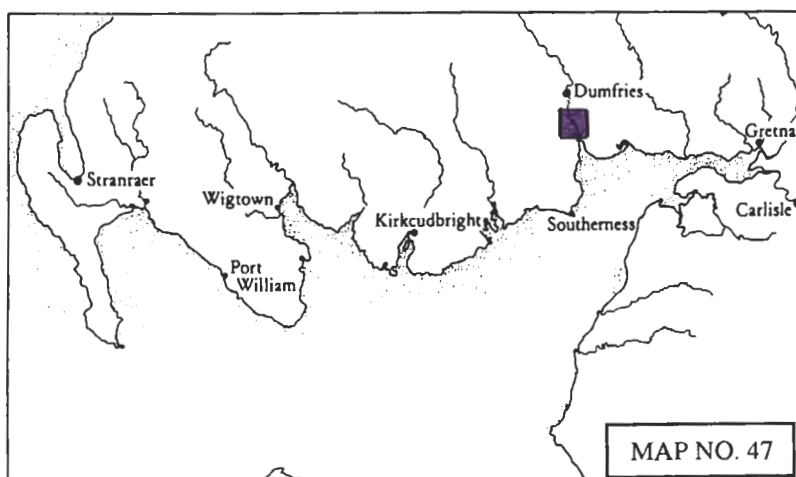 Dumfries
Gretna
Stranraer
Wigtown
Kirkcudbright
Southerness
Carlisle
Port
William
MAP NO. 47